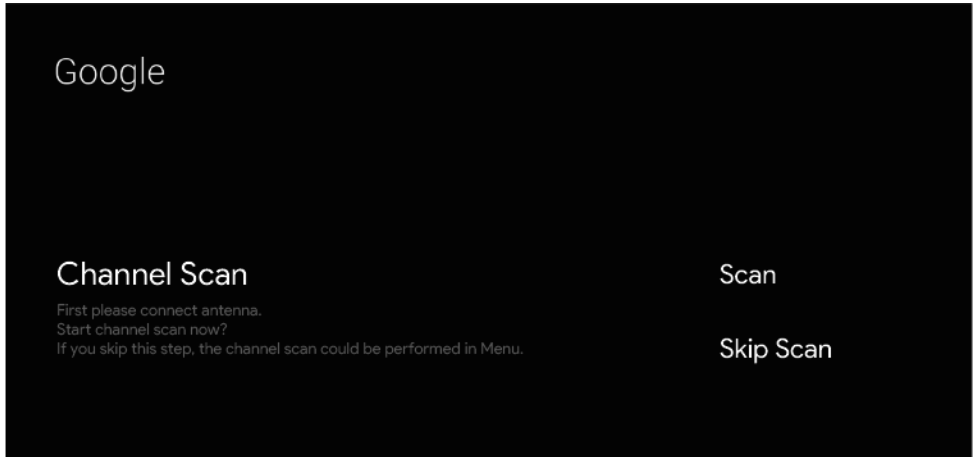 Google
Channel Scan
First please connect antenna.
Start channel scan now?
If you skip this step, the channel scan could be performed in Menu.
Scan
Skip Scan